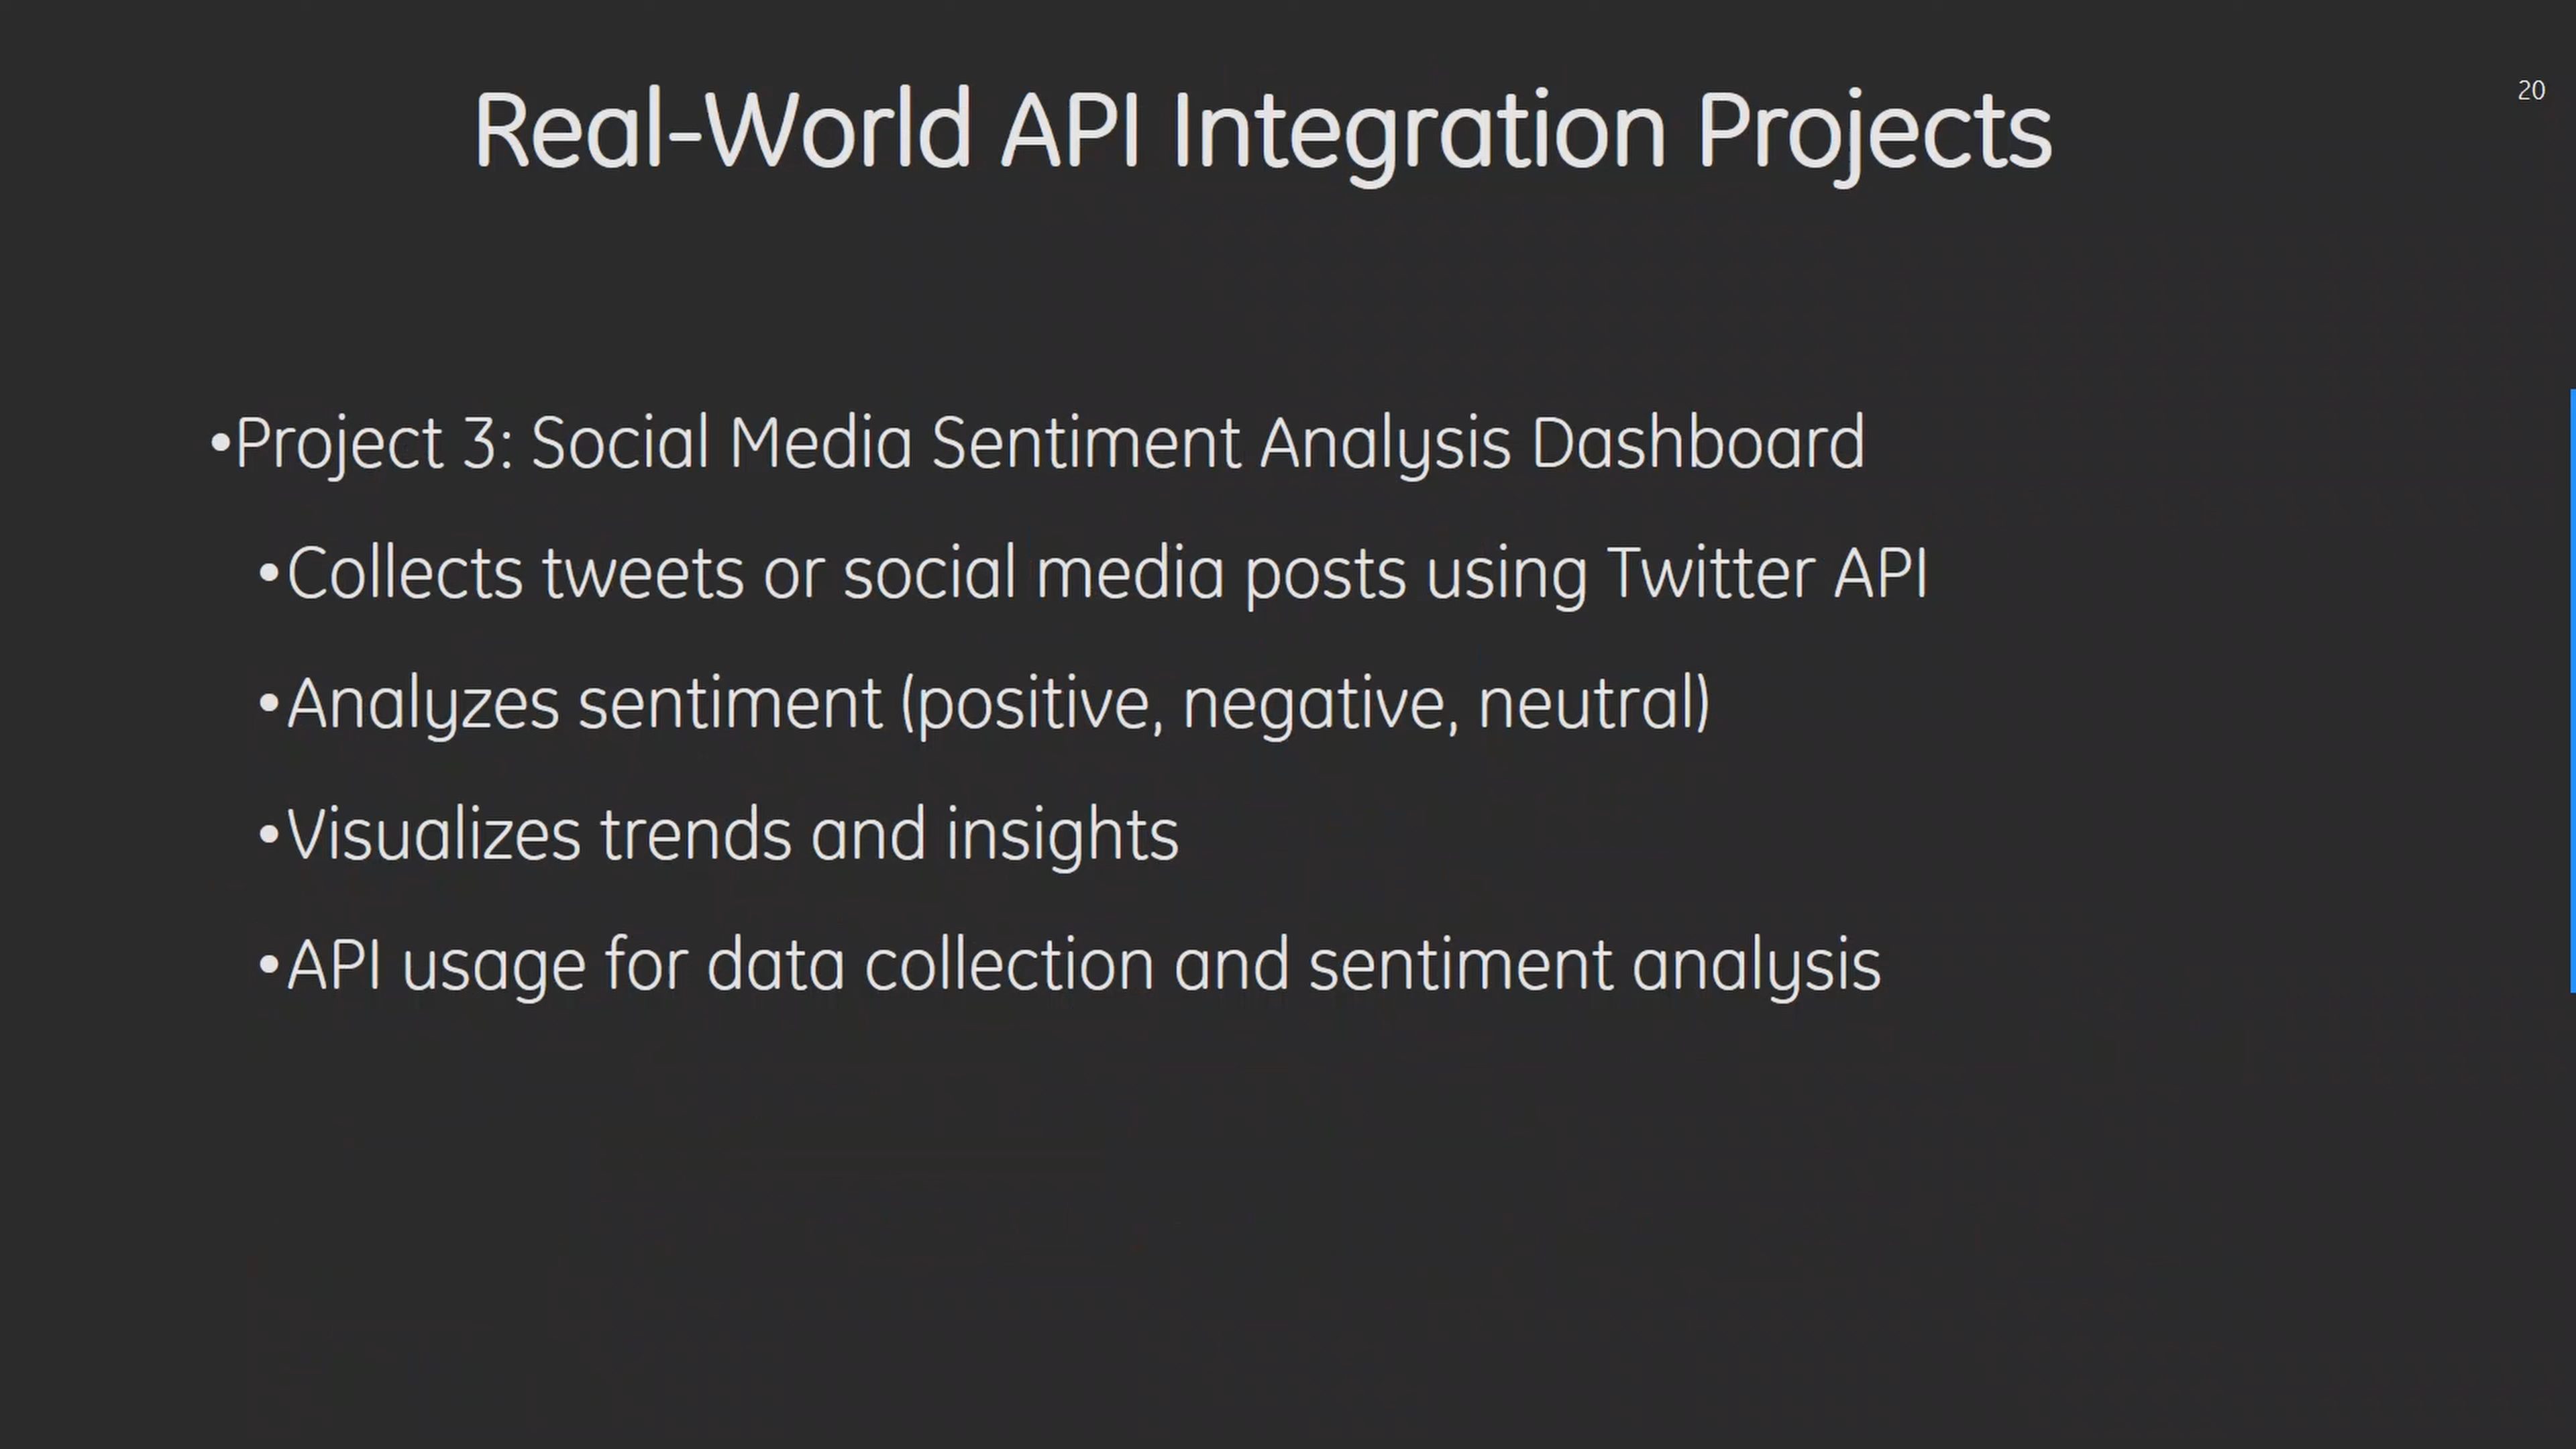 Real-World API Integration Projects
20
•Project 3: Social Media Sentiment Analysis Dashboard
•Collects tweets or social media posts using Twitter API
•Analyzes sentiment (positive, negative, neutral)
•Visualizes trends and insights
•API usage for data collection and sentiment analysis